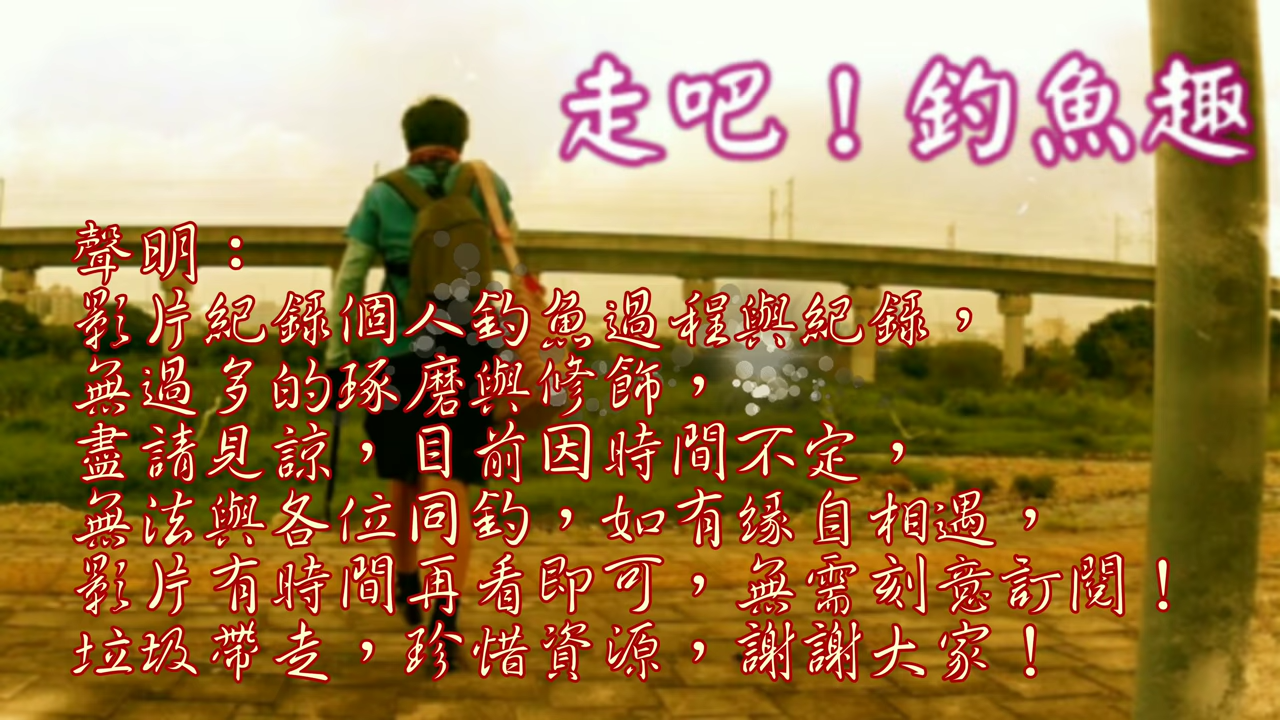 走吧！釣魚趣
聲明：
影片紀錄個人釣魚過程與紀錄，
無過多的琢磨與修飾，
盡請見諒，目前因時間不定，
無法與各位同釣，如有緣自相遇，
影片有時間再看即可，無需刻意訂閱！
垃圾帶走，珍惜資源，謝謝大家！